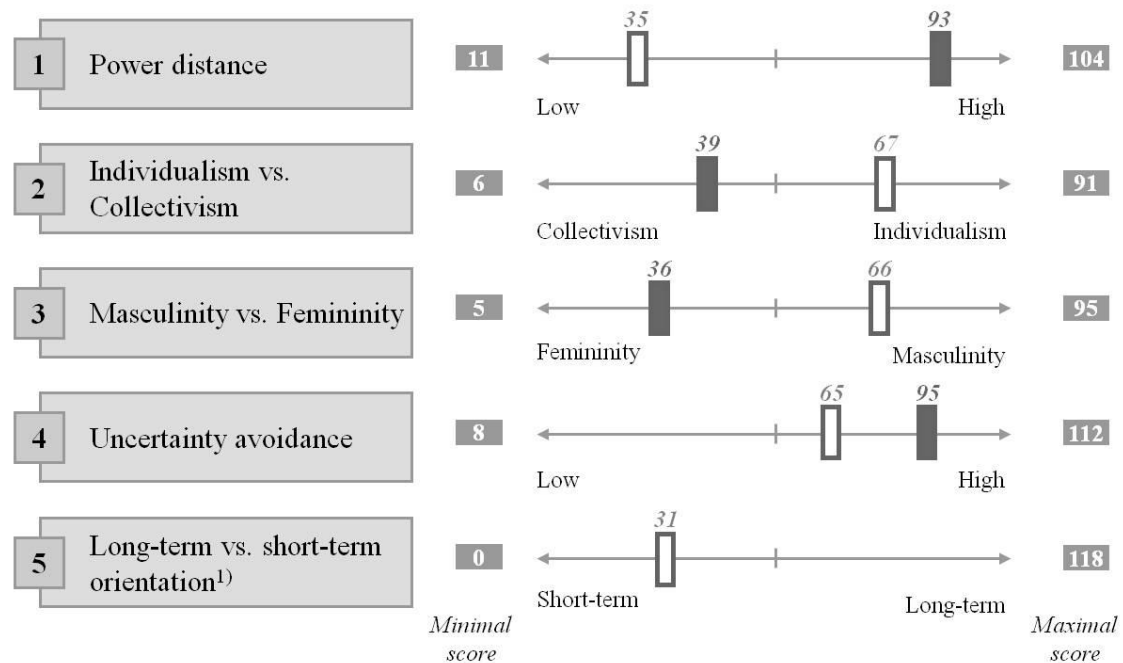 35 93
1 Power distance 11 104
Low High
39 67
2 Individualism vs.
Collectivism 6 91
Collectivism Individualism
36 66
3 Masculinity vs. Femininity 5 95
Femininity Masculinity
65 95
4 Uncertainty avoidance 8 112
Low High
31
5 Long-term vs. short-term
orientation1) 0 118
Short-term Long-term
Minimal
score
Maximal
score